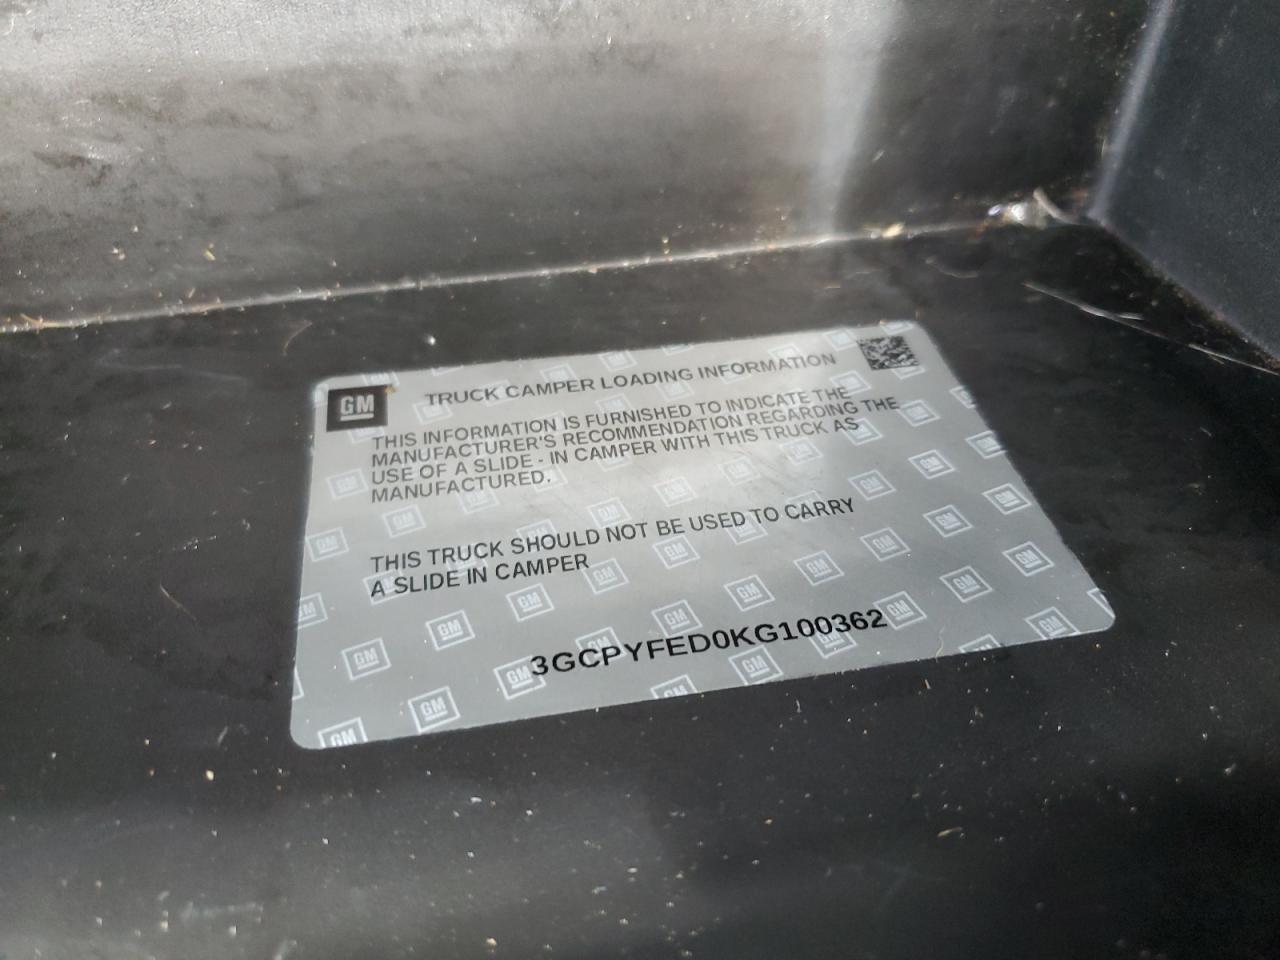 GM
TRUCK CAMPER LOADING INFORMATION
THIS INFORMATION IS FURNISHED TO INDICATE THE
MANUFACTURER'S RECOMMENDATION REGARDING THE
USE OF A SLIDE - IN CAMPER WITH THIS TRUCK AS
MANUFACTURED.
THIS TRUCK SHOULD NOT BE USED TO CARRY
A SLIDE IN CAMPER
3GCPYFED0KG100362